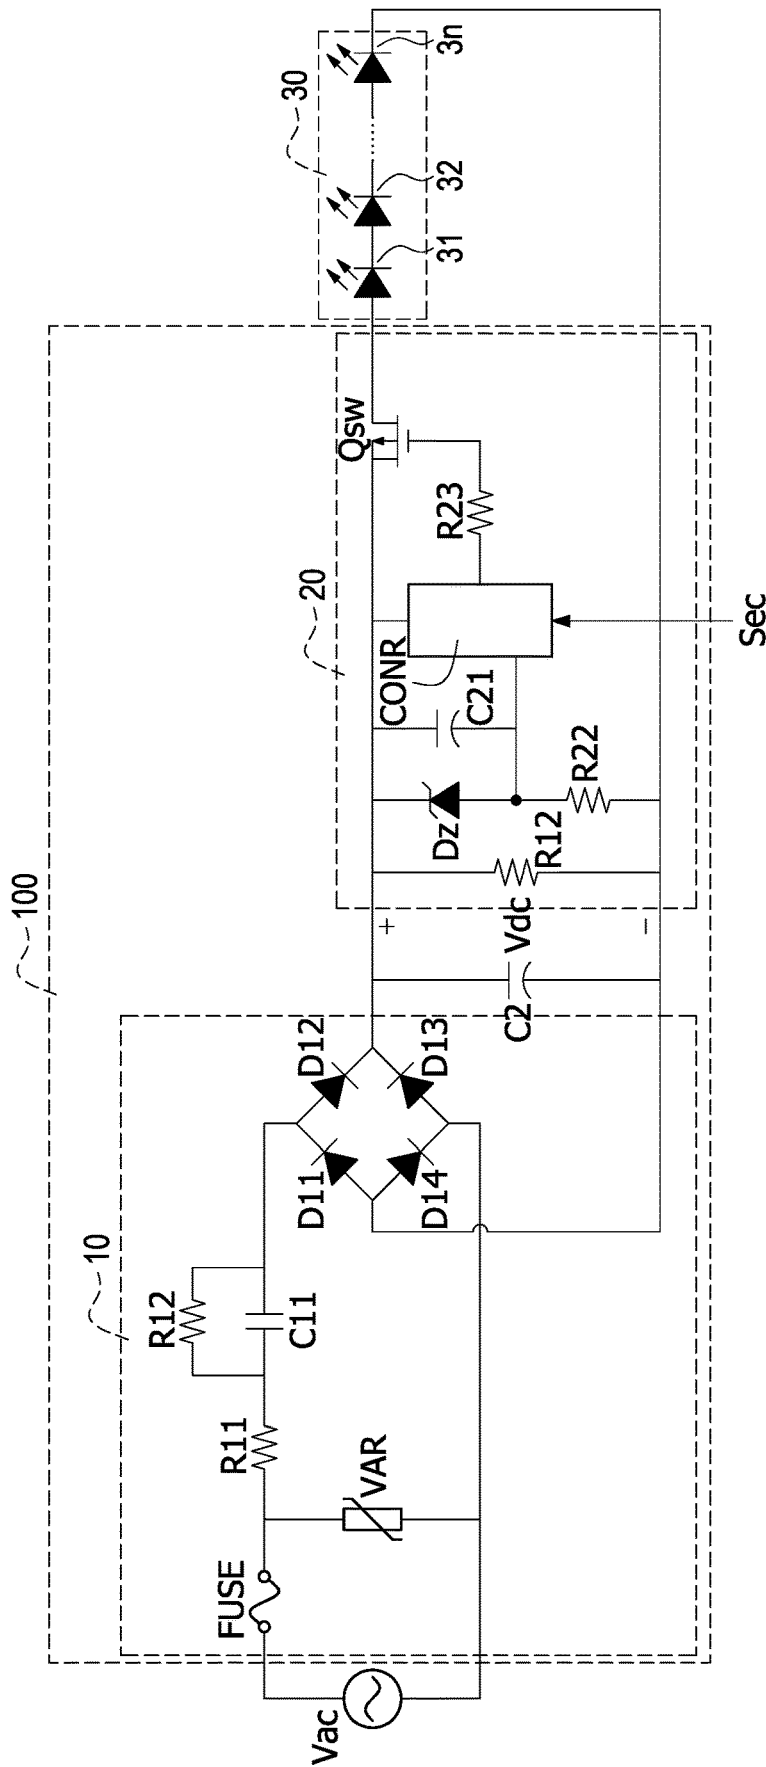 100
10
20
30
Vac
FUSE
VAR
R11
R12
C11
D11
D12
D14
D13
C2
+
Vdc
−
R12
Dz
R22
C21
CONR
Sec
R23
Qsw
31
32
3n